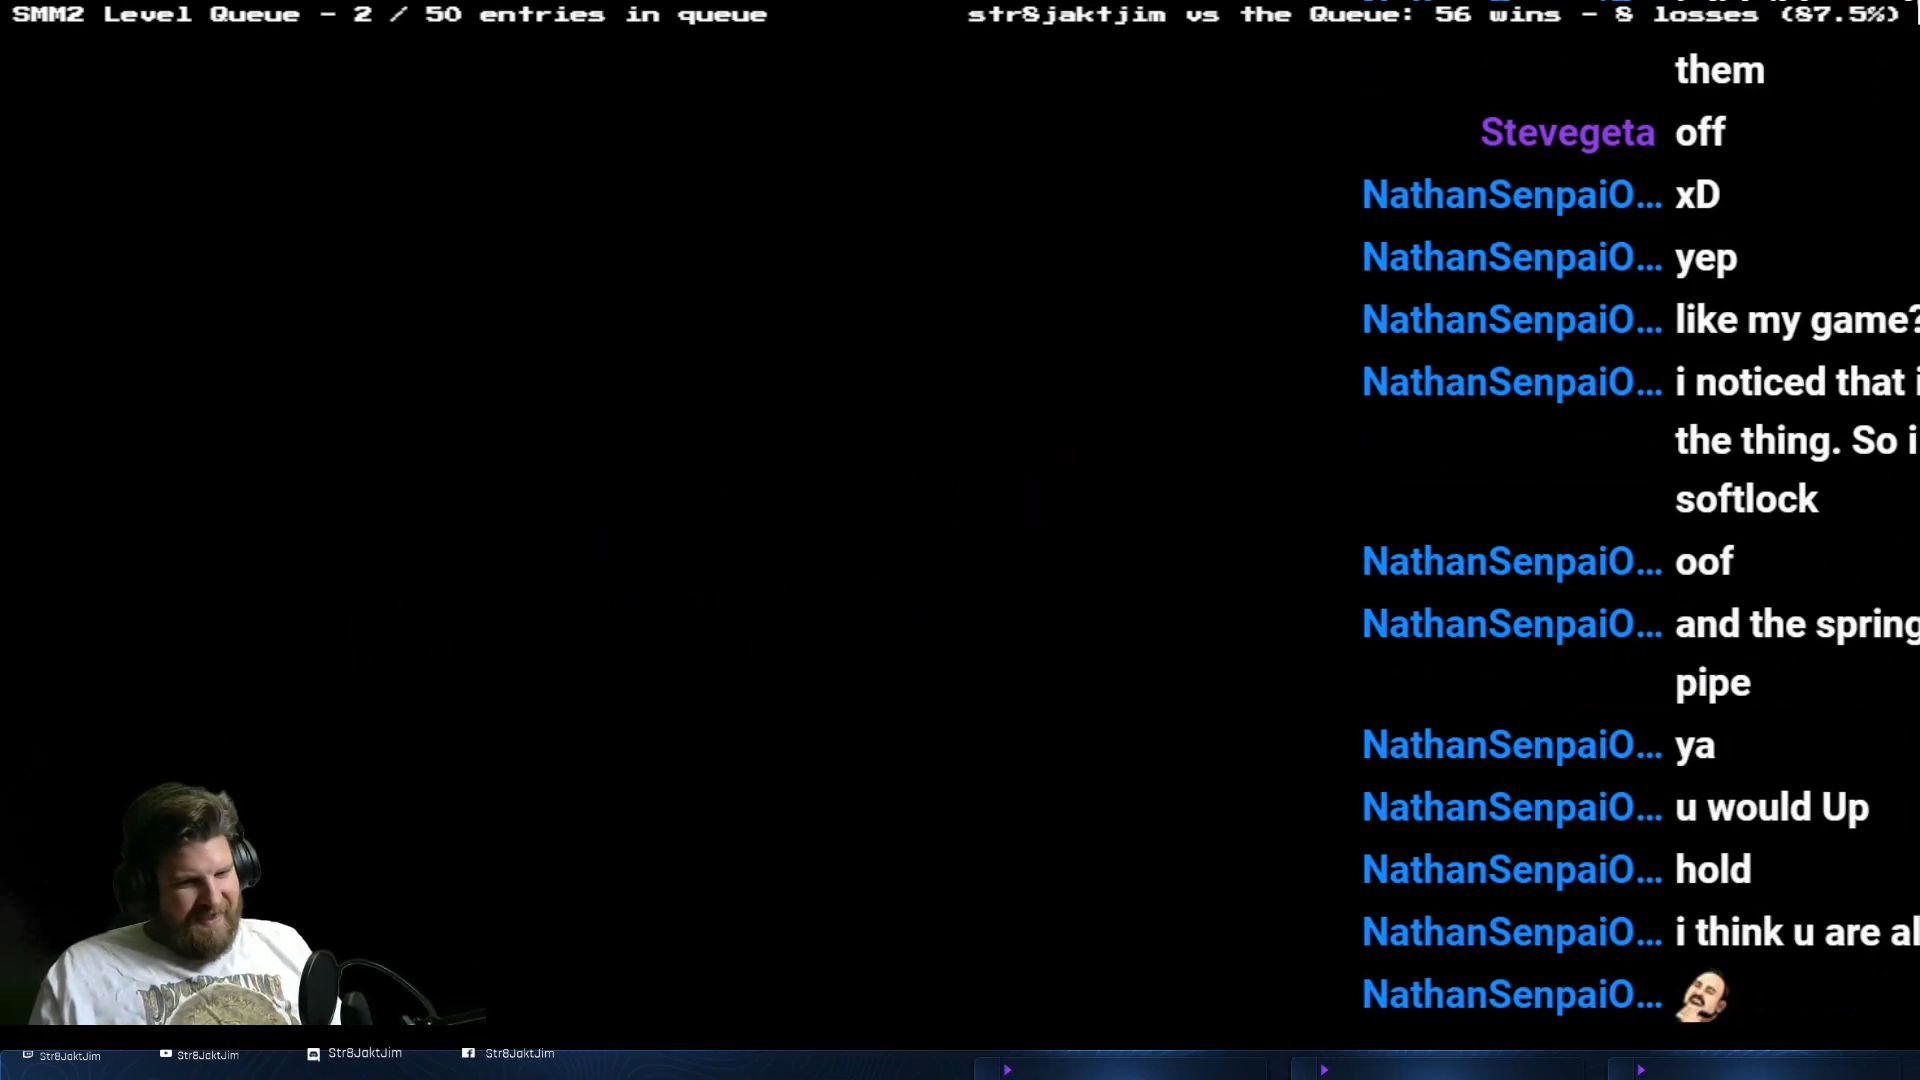 SMM2 Level Queue - 2 / 50 entries in queue
str8jaktjim vs the Queue: 56 wins - 8 losses (87.5%)
them
Stevegeta off
NathanSenpaiO... xD
NathanSenpaiO... yep
NathanSenpaiO... like my game?
NathanSenpaiO... i noticed that i
the thing. So i
softlock
NathanSenpaiO... oof
NathanSenpaiO... and the spring
pipe
NathanSenpaiO... ya
NathanSenpaiO... u would Up
NathanSenpaiO... hold
NathanSenpaiO... i think u are al
NathanSenpaiO...
Str8JaktJim Str8JaktJim Str8JaktJim Str8JaktJim